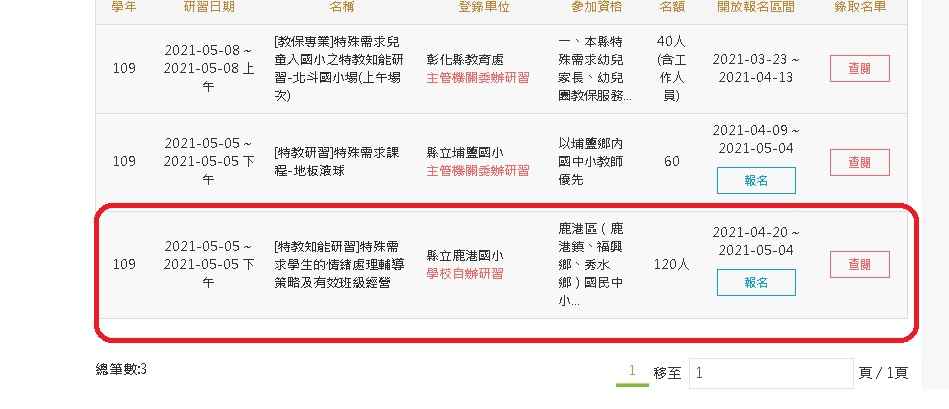 學年 研習日期 名稱 登錄單位 參加資格 名額 開放報名區間 錄取名單
109
2021-05-08 ~
2021-05-08 上
午
[教保專業]特殊需求兒
童入國小之特教知能研
習-北斗國小場(上午場
次)
彰化縣教育處
主管機關委辦研習
一、本縣特
殊需求幼兒
家長、幼兒
園教保服務...
40人
(含工
作人
員)
2021-03-23 ~
2021-04-13
查閱
109
2021-05-05 ~
2021-05-05 下
午
[特教研習]特殊需求課
程-地板滾球
縣立埔鹽國小
主管機關委辦研習
以埔鹽鄉內
國中小教師
優先
60
2021-04-09 ~
2021-05-04
報名
查閱
109
2021-05-05 ~
2021-05-05 下
午
[特教知能研習]特殊需
求學生的情緒處理輔導
策略及有效班級經營
縣立鹿港國小
學校自辦研習
鹿港區 ( 鹿
港鎮、福興
鄉、秀水
鄉 ) 國民中
小...
120人
2021-04-20 ~
2021-05-04
報名
查閱
總筆數:3
1 移至 1 頁 / 1頁